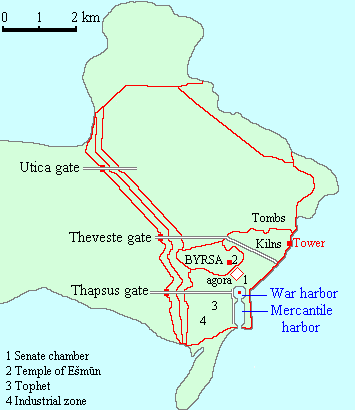 0 1 2 km
Utica gate
Tombs
Theveste gate
Kilns
Tower
BYRSA 2
agora 1
Thapsus gate
War harbor
3
Mercantile
harbor
4
1 Senate chamber
2 Temple of Ešmūn
3 Tophet
4 Industrial zone